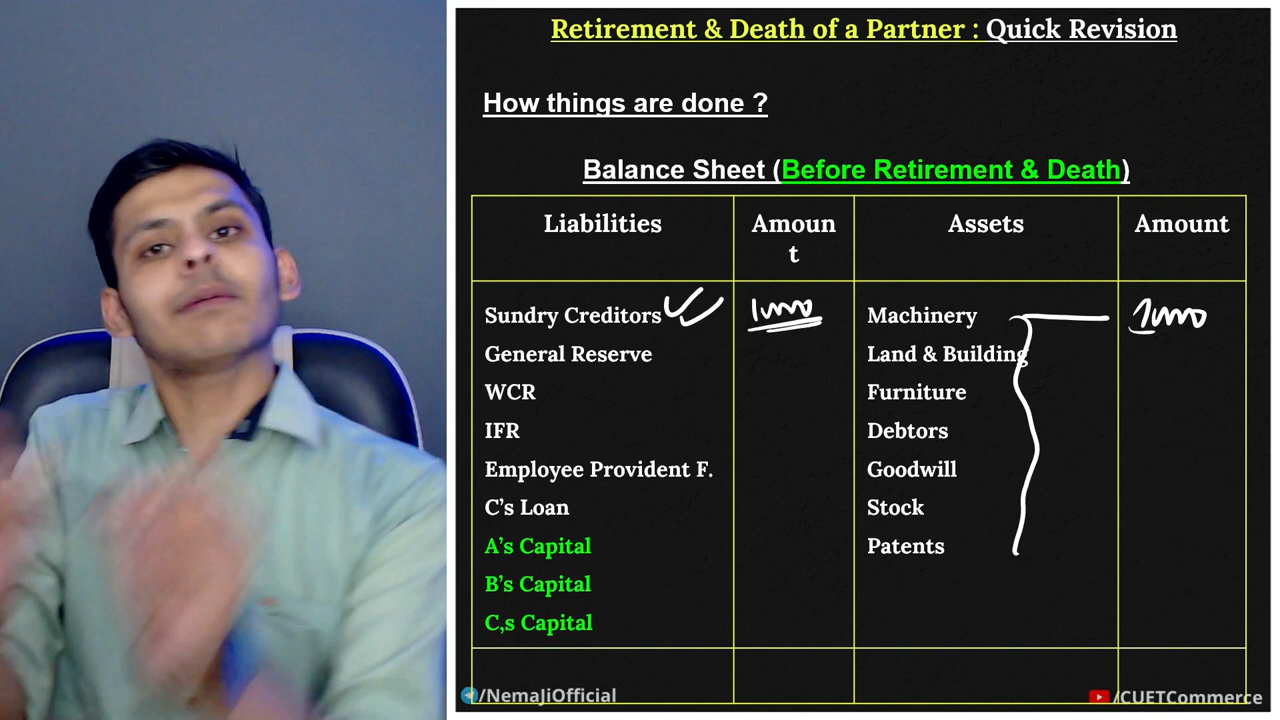 Retirement & Death of a Partner : Quick Revision
How things are done ?
Balance Sheet (Before Retirement & Death)
Liabilities
Amoun
t
Assets
Amount
Sundry Creditors
General Reserve
WCR
IFR
Employee Provident F.
C's Loan
A's Capital
B's Capital
C,s Capital
Machinery
Land & Building
Furniture
Debtors
Goodwill
Stock
Patents
/NemaJiOfficial
/CUETCommerce